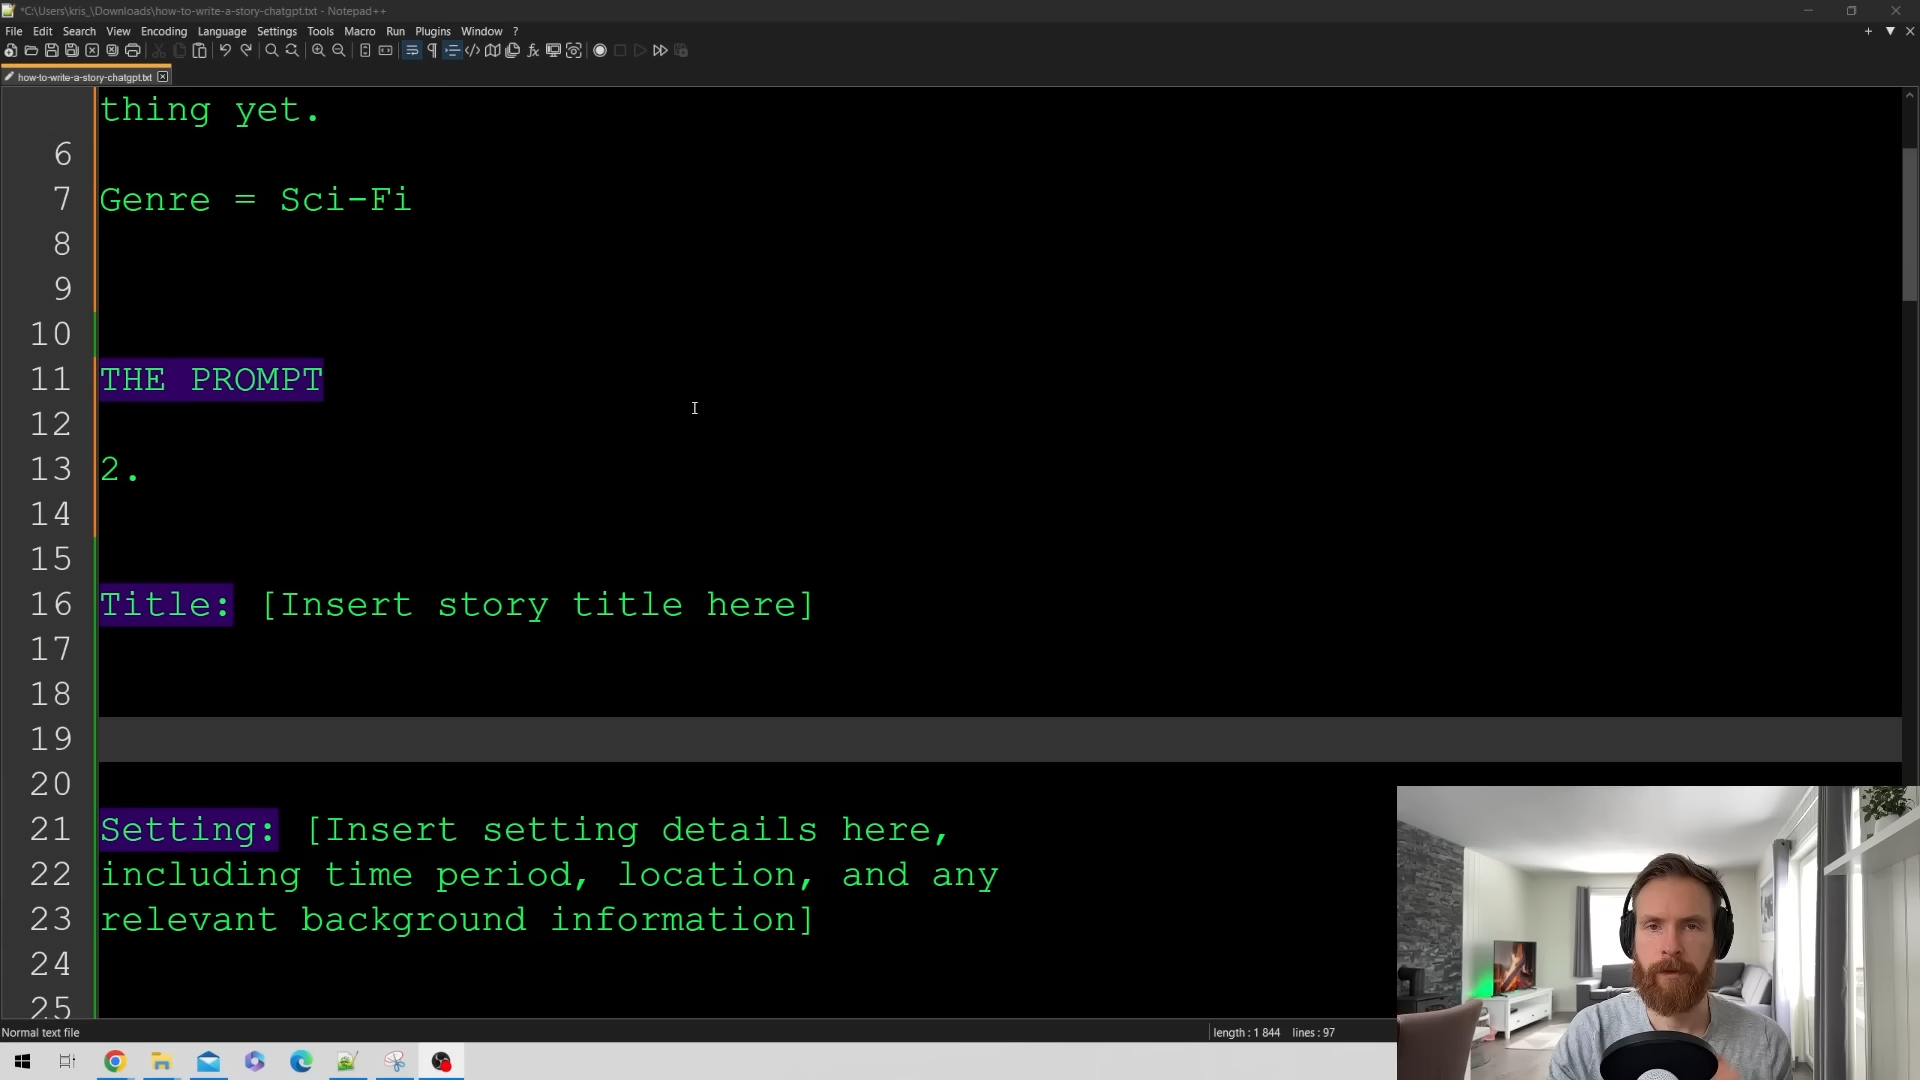 *C:\Users\kris_\Downloads\how-to-write-a-story-chatgpt.txt - Notepad++
File Edit Search View Encoding Language Settings Tools Macro Run Plugins Window ?
how-to-write-a-story-chatgpt.txt
thing yet.
6
7 Genre = Sci-Fi
8
9
10
11 THE PROMPT
12
13 2.
14
15
16 Title: [Insert story title here]
17
18
19
20
21 Setting: [Insert setting details here,
22 including time period, location, and any
23 relevant background information]
24
25
Normal text file length : 1 844 lines : 97